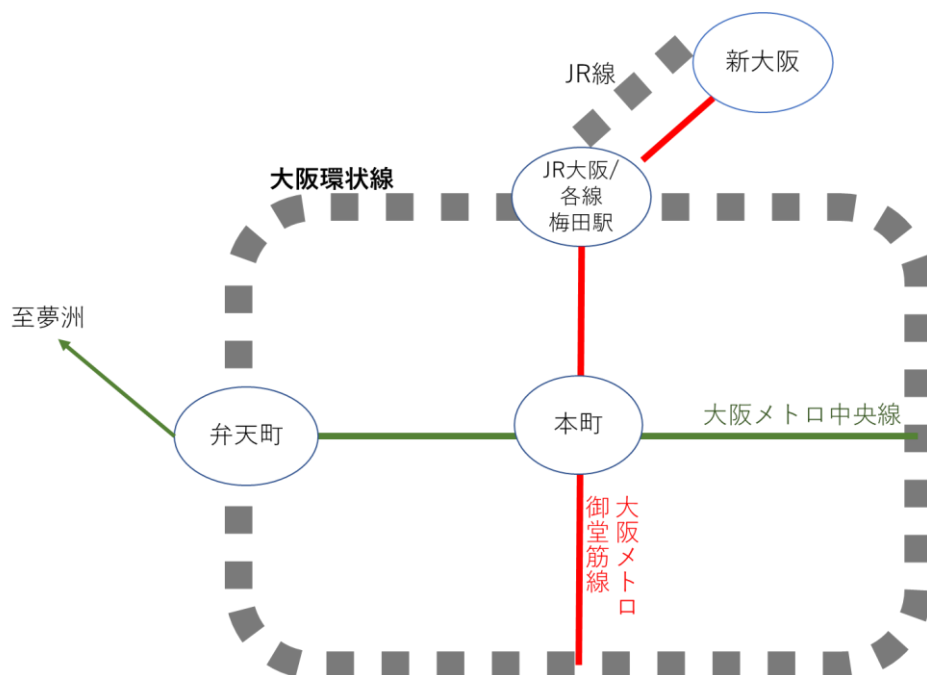 新大阪
JR線
JR大阪/
各線
梅田駅
大阪環状線
至夢洲
弁天町
本町
大阪メトロ中央線
大阪メトロ
御堂筋線